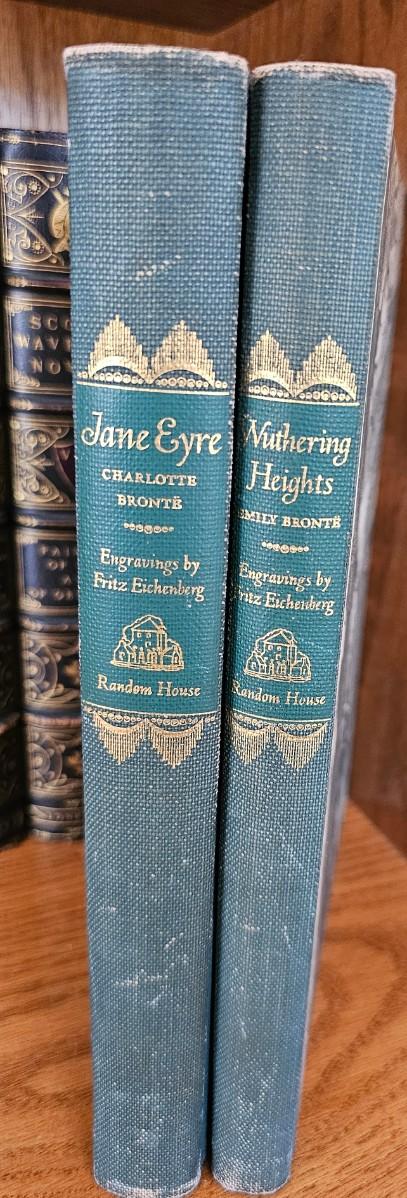 Jane Eyre
CHARLOTTE
BRONTË
Engravings by
Fritz Eichenberg
Random House
Wuthering
Heights
EMILY BRONTË
Engravings by
Fritz Eichenberg
Random House